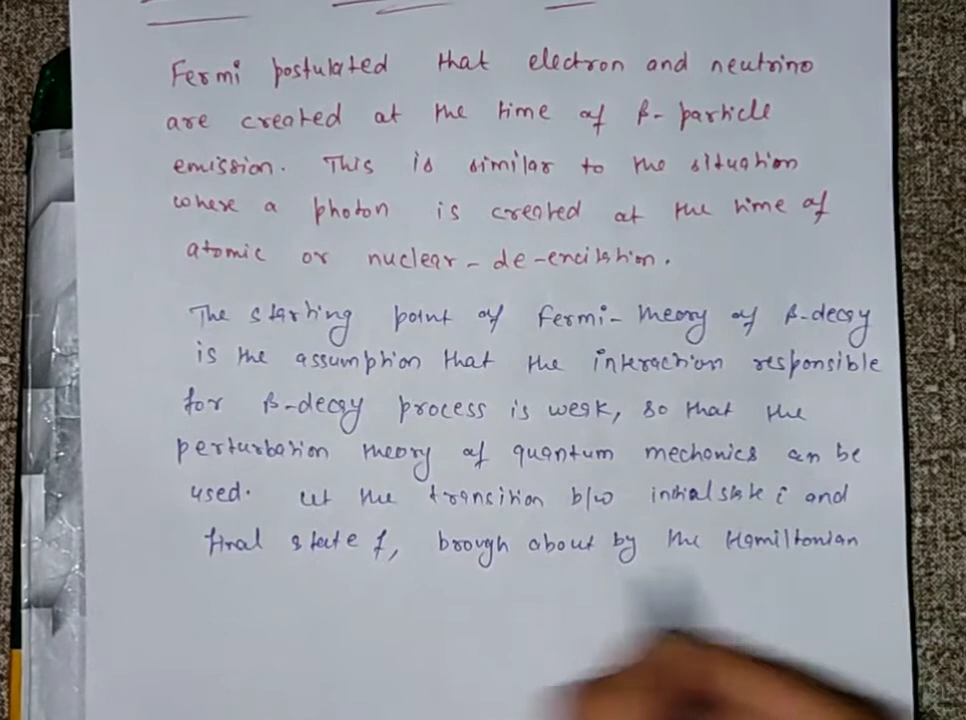 Fermi postulated that electron and neutrino
are created at the time of β- particle
emission. This is similar to the situation
where a photon is created at the time of
atomic or nuclear - de-excitation.
The starting point of Fermi- theory of β-decay
is the assumption that the interaction responsible
for β-decay process is weak, so that the
perturbation theory of quantum mechanics can be
used. Let the transition b/w initial state i and
final state f, brough about by the Hamiltonian